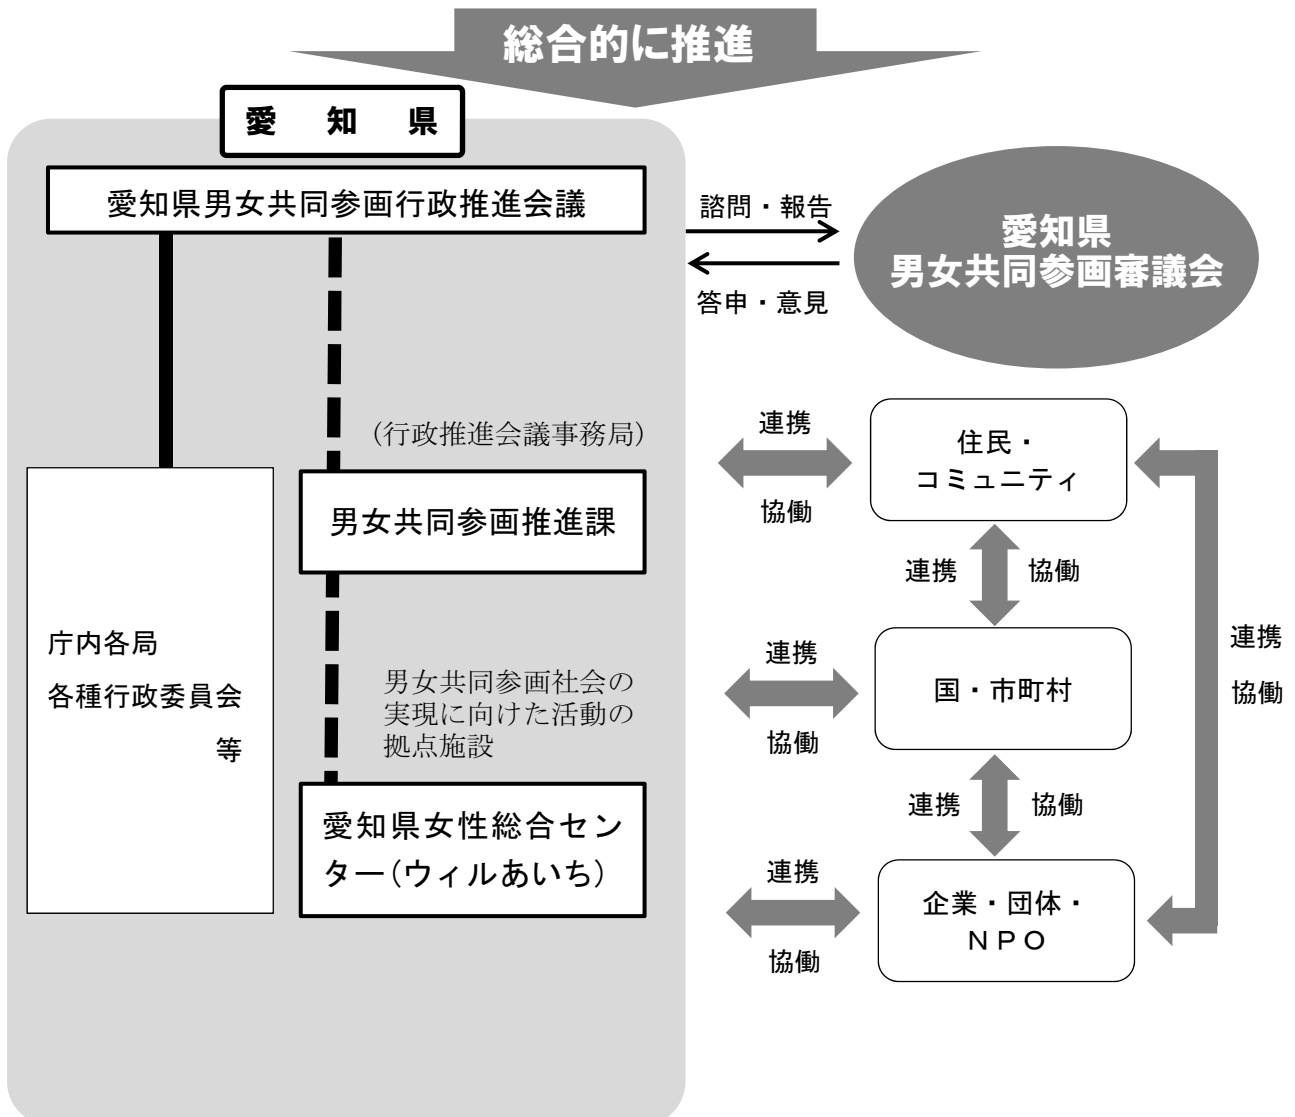 総合的に推進
愛　知　県
愛知県男女共同参画行政推進会議
諮問・報告
答申・意見
愛知県
男女共同参画審議会
(行政推進会議事務局)
男女共同参画推進課
庁内各局
各種行政委員会
等
男女共同参画社会の
実現に向けた活動の
拠点施設
愛知県女性総合セン
ター(ウィルあいち)
連携
協働
住民・
コミュニティ
連携　協働
連携
協働
国・市町村
連携
協働
連携　協働
連携
協働
企業・団体・
ＮＰＯ